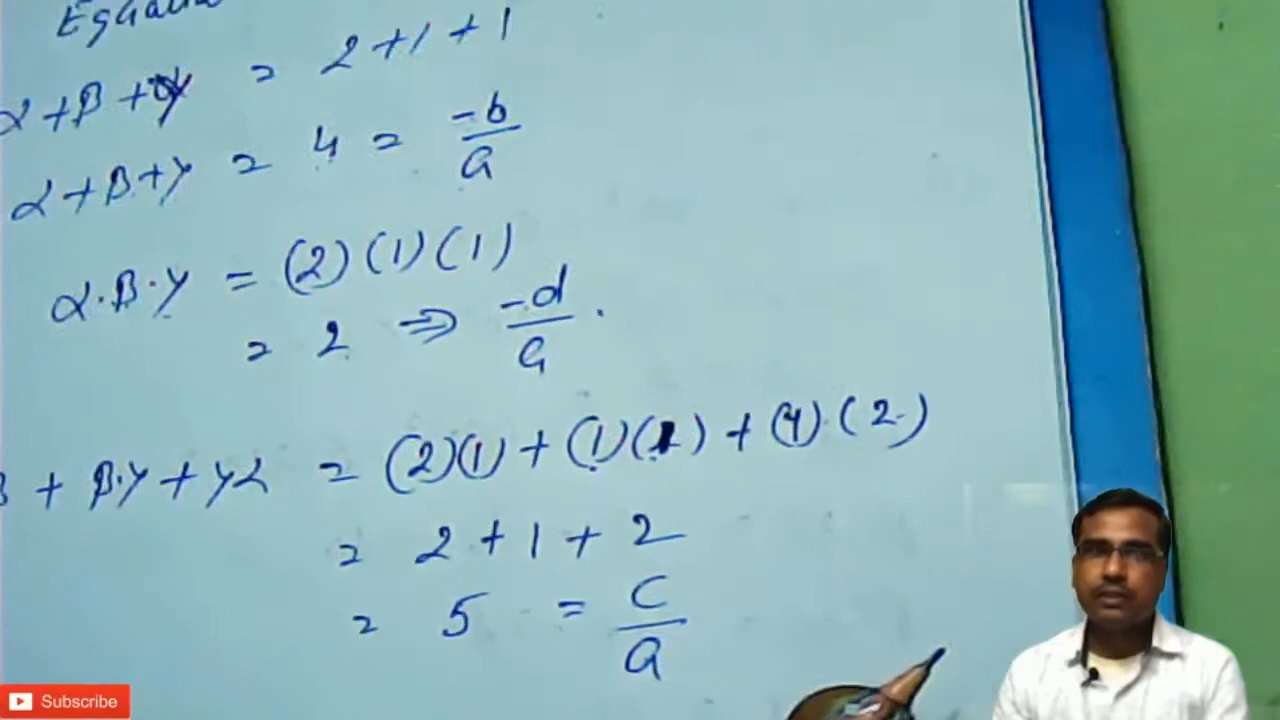 α + β + γ = 2 + 1 + 1
α + β + γ = 4 = -b/a
α·β·γ = (2)(1)(1)
= 2 ⇒ -d/a .
β + β·γ + γα = (2)(1) + (1)(1) + (1)·(2)
= 2 + 1 + 2
= 5 = c/a
Subscribe